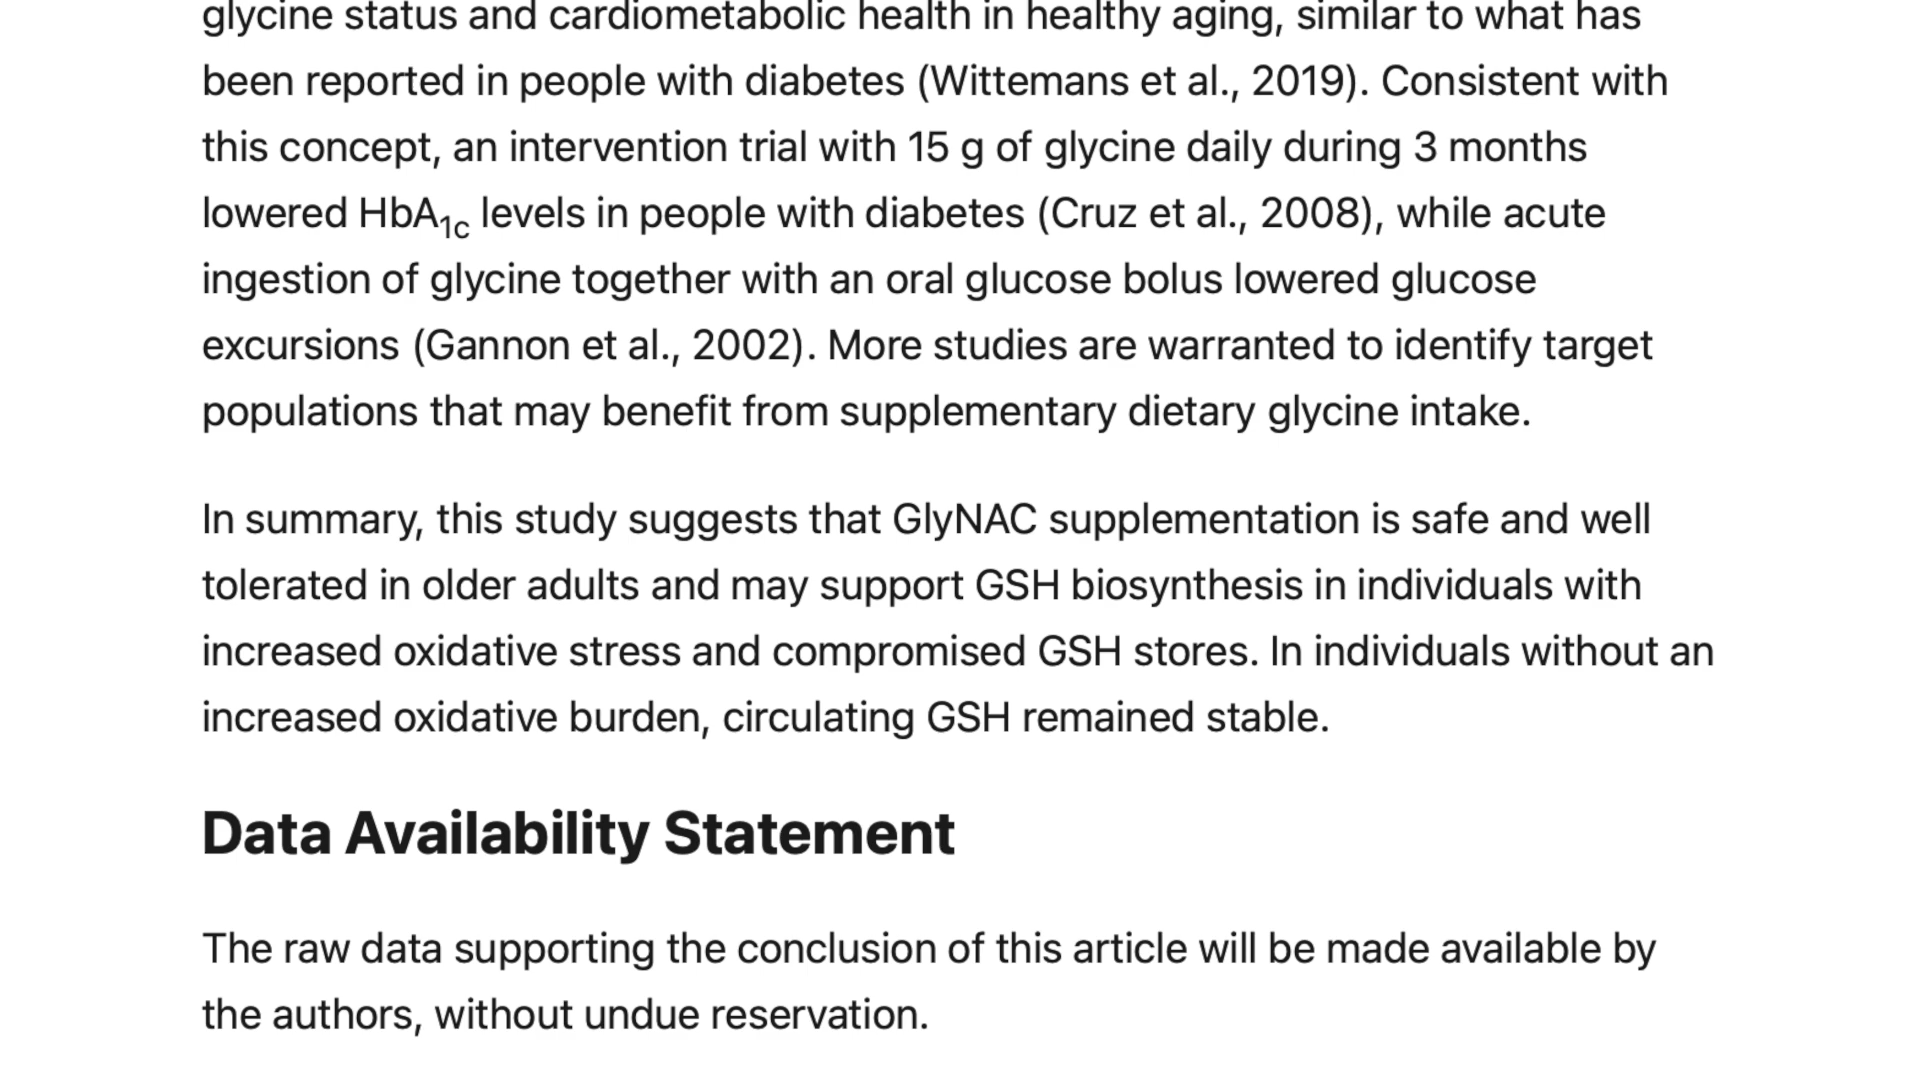 glycine status and cardiometabolic health in healthy aging, similar to what has
been reported in people with diabetes (Wittemans et al., 2019). Consistent with
this concept, an intervention trial with 15 g of glycine daily during 3 months
lowered HbA1c levels in people with diabetes (Cruz et al., 2008), while acute
ingestion of glycine together with an oral glucose bolus lowered glucose
excursions (Gannon et al., 2002). More studies are warranted to identify target
populations that may benefit from supplementary dietary glycine intake.
In summary, this study suggests that GlyNAC supplementation is safe and well
tolerated in older adults and may support GSH biosynthesis in individuals with
increased oxidative stress and compromised GSH stores. In individuals without an
increased oxidative burden, circulating GSH remained stable.
Data Availability Statement
The raw data supporting the conclusion of this article will be made available by
the authors, without undue reservation.